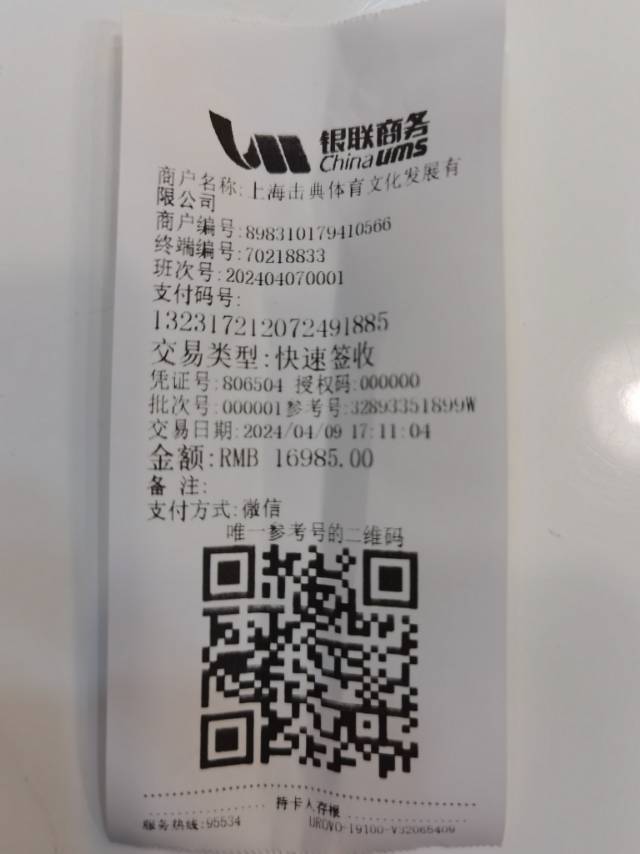 银联商务
Chinaums
商户名称:上海击典体育文化发展有
限公司
商户编号:898310179410566
终端编号:70218833
班次号:202404070001
支付码号:
132317212072491885
交易类型:快速签收
凭证号:806504 授权码:000000
批次号:000001参考号:32893351899W
交易日期:2024/04/09 17:11:04
金额:RMB 16985.00
备 注:
支付方式:微信
唯一参考号的二维码
持卡人存根
服务热线:95534
UROVO-I9100-V32065409